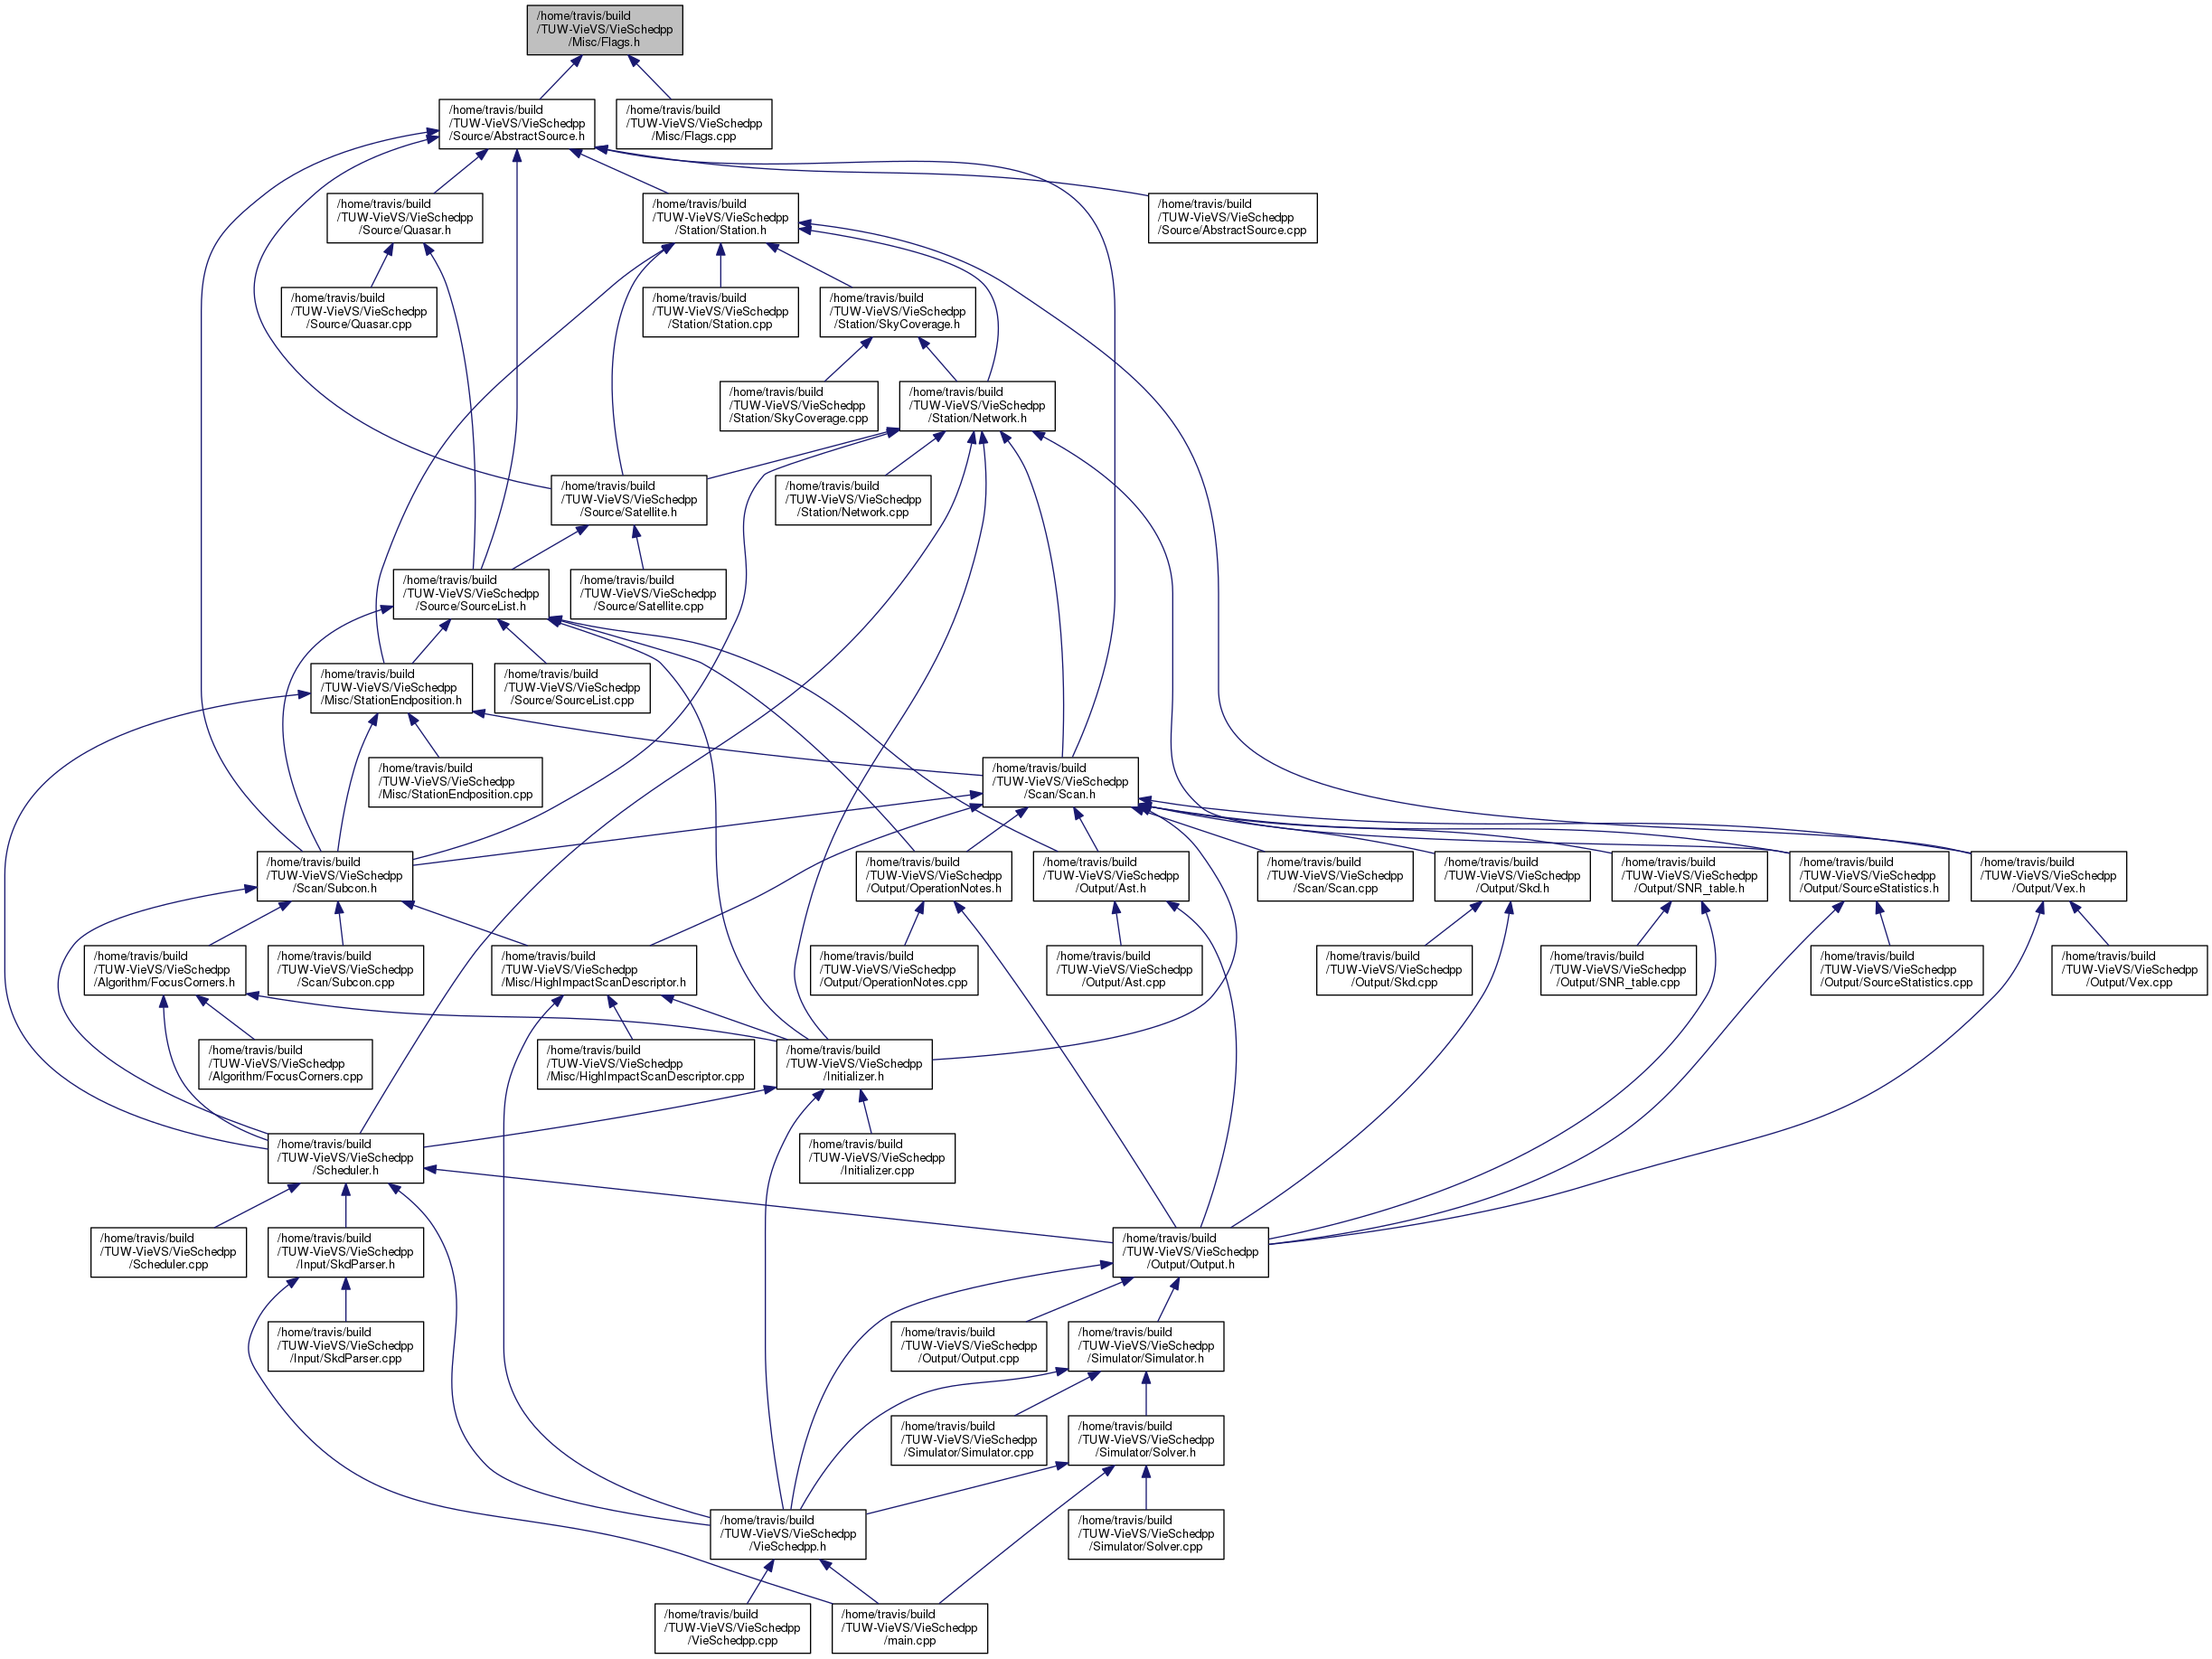 /home/travis/build
/TUW-VieVS/VieSchedpp
/Misc/Flags.h
/home/travis/build
/TUW-VieVS/VieSchedpp
/Source/AbstractSource.h
/home/travis/build
/TUW-VieVS/VieSchedpp
/Misc/Flags.cpp
/home/travis/build
/TUW-VieVS/VieSchedpp
/Source/Quasar.h
/home/travis/build
/TUW-VieVS/VieSchedpp
/Station/Station.h
/home/travis/build
/TUW-VieVS/VieSchedpp
/Source/AbstractSource.cpp
/home/travis/build
/TUW-VieVS/VieSchedpp
/Source/Quasar.cpp
/home/travis/build
/TUW-VieVS/VieSchedpp
/Station/Station.cpp
/home/travis/build
/TUW-VieVS/VieSchedpp
/Station/SkyCoverage.h
/home/travis/build
/TUW-VieVS/VieSchedpp
/Station/SkyCoverage.cpp
/home/travis/build
/TUW-VieVS/VieSchedpp
/Station/Network.h
/home/travis/build
/TUW-VieVS/VieSchedpp
/Source/Satellite.h
/home/travis/build
/TUW-VieVS/VieSchedpp
/Station/Network.cpp
/home/travis/build
/TUW-VieVS/VieSchedpp
/Source/SourceList.h
/home/travis/build
/TUW-VieVS/VieSchedpp
/Source/Satellite.cpp
/home/travis/build
/TUW-VieVS/VieSchedpp
/Misc/StationEndposition.h
/home/travis/build
/TUW-VieVS/VieSchedpp
/Source/SourceList.cpp
/home/travis/build
/TUW-VieVS/VieSchedpp
/Misc/StationEndposition.cpp
/home/travis/build
/TUW-VieVS/VieSchedpp
/Scan/Scan.h
/home/travis/build
/TUW-VieVS/VieSchedpp
/Scan/Subcon.h
/home/travis/build
/TUW-VieVS/VieSchedpp
/Output/OperationNotes.h
/home/travis/build
/TUW-VieVS/VieSchedpp
/Output/Ast.h
/home/travis/build
/TUW-VieVS/VieSchedpp
/Scan/Scan.cpp
/home/travis/build
/TUW-VieVS/VieSchedpp
/Output/Skd.h
/home/travis/build
/TUW-VieVS/VieSchedpp
/Output/SNR_table.h
/home/travis/build
/TUW-VieVS/VieSchedpp
/Output/SourceStatistics.h
/home/travis/build
/TUW-VieVS/VieSchedpp
/Output/Vex.h
/home/travis/build
/TUW-VieVS/VieSchedpp
/Algorithm/FocusCorners.h
/home/travis/build
/TUW-VieVS/VieSchedpp
/Scan/Subcon.cpp
/home/travis/build
/TUW-VieVS/VieSchedpp
/Misc/HighImpactScanDescriptor.h
/home/travis/build
/TUW-VieVS/VieSchedpp
/Output/OperationNotes.cpp
/home/travis/build
/TUW-VieVS/VieSchedpp
/Output/Ast.cpp
/home/travis/build
/TUW-VieVS/VieSchedpp
/Output/Skd.cpp
/home/travis/build
/TUW-VieVS/VieSchedpp
/Output/SNR_table.cpp
/home/travis/build
/TUW-VieVS/VieSchedpp
/Output/SourceStatistics.cpp
/home/travis/build
/TUW-VieVS/VieSchedpp
/Output/Vex.cpp
/home/travis/build
/TUW-VieVS/VieSchedpp
/Algorithm/FocusCorners.cpp
/home/travis/build
/TUW-VieVS/VieSchedpp
/Misc/HighImpactScanDescriptor.cpp
/home/travis/build
/TUW-VieVS/VieSchedpp
/Initializer.h
/home/travis/build
/TUW-VieVS/VieSchedpp
/Scheduler.h
/home/travis/build
/TUW-VieVS/VieSchedpp
/Initializer.cpp
/home/travis/build
/TUW-VieVS/VieSchedpp
/Scheduler.cpp
/home/travis/build
/TUW-VieVS/VieSchedpp
/Input/SkdParser.h
/home/travis/build
/TUW-VieVS/VieSchedpp
/Output/Output.h
/home/travis/build
/TUW-VieVS/VieSchedpp
/Input/SkdParser.cpp
/home/travis/build
/TUW-VieVS/VieSchedpp
/Output/Output.cpp
/home/travis/build
/TUW-VieVS/VieSchedpp
/Simulator/Simulator.h
/home/travis/build
/TUW-VieVS/VieSchedpp
/Simulator/Simulator.cpp
/home/travis/build
/TUW-VieVS/VieSchedpp
/Simulator/Solver.h
/home/travis/build
/TUW-VieVS/VieSchedpp
/VieSchedpp.h
/home/travis/build
/TUW-VieVS/VieSchedpp
/Simulator/Solver.cpp
/home/travis/build
/TUW-VieVS/VieSchedpp
/VieSchedpp.cpp
/home/travis/build
/TUW-VieVS/VieSchedpp
/main.cpp